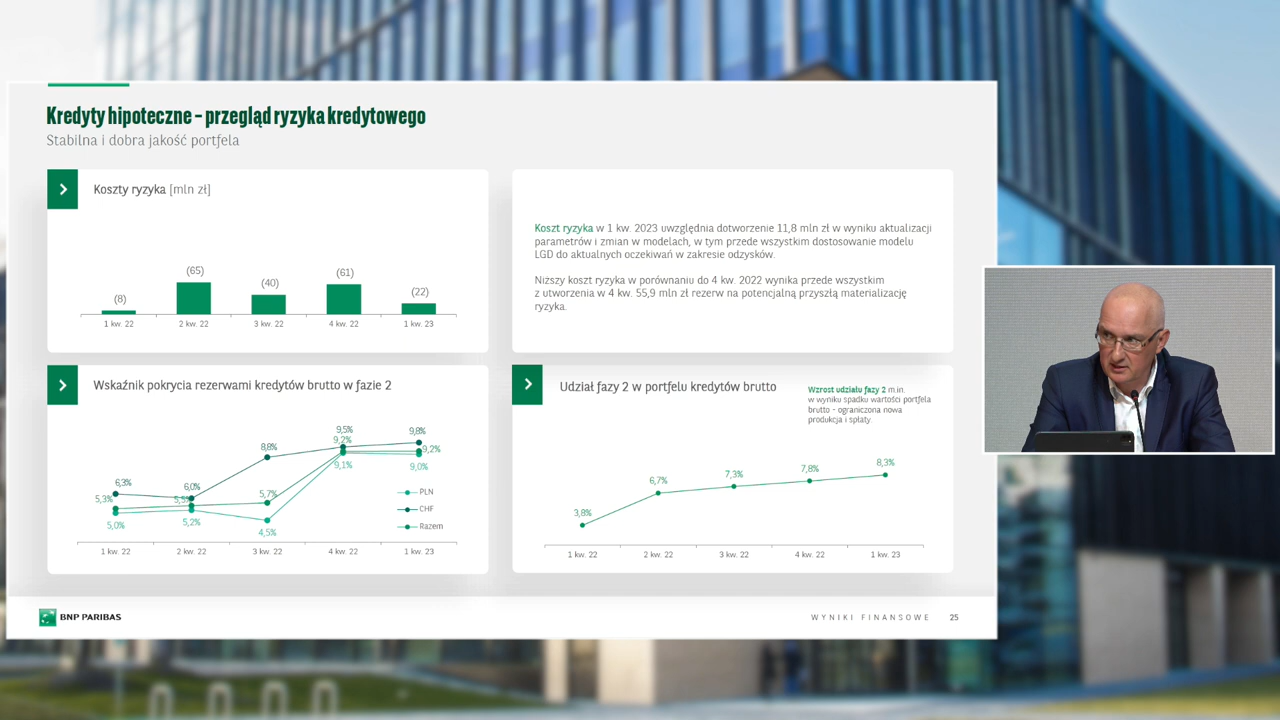 Kredyty hipoteczne – przegląd ryzyka kredytowego
Stabilna i dobra jakość portfela
Koszty ryzyka [mln zł]
(8)
(65)
(40)
(61)
(22)
1 kw. 22
2 kw. 22
3 kw. 22
4 kw. 22
1 kw. 23
Koszt ryzyka w 1 kw. 2023 uwzględnia dotworzenie 11,8 mln zł w wyniku aktualizacji
parametrów i zmian w modelach, w tym przede wszystkim dostosowanie modelu
LGD do aktualnych oczekiwań w zakresie odzysków.
Niższy koszt ryzyka w porównaniu do 4 kw. 2022 wynika przede wszystkim
z utworzenia w 4 kw. 55,9 mln zł rezerw na potencjalną przyszłą materializację
ryzyka.
Wskaźnik pokrycia rezerwami kredytów brutto w fazie 2
6,3%
6,0%
8,8%
9,5%
9,8%
5,3%
5,5%
5,7%
9,2%
9,2%
5,0%
5,2%
4,5%
9,1%
9,0%
PLN
CHF
Razem
1 kw. 22
2 kw. 22
3 kw. 22
4 kw. 22
1 kw. 23
Udział fazy 2 w portfelu kredytów brutto
Wzrost udziału fazy 2 m.in.
w wyniku spadku wartości portfela
brutto - ograniczona nowa
produkcja i spłaty.
3,8%
6,7%
7,3%
7,8%
8,3%
1 kw. 22
2 kw. 22
3 kw. 22
4 kw. 22
1 kw. 23
BNP PARIBAS
WYNIKI FINANSOWE 25